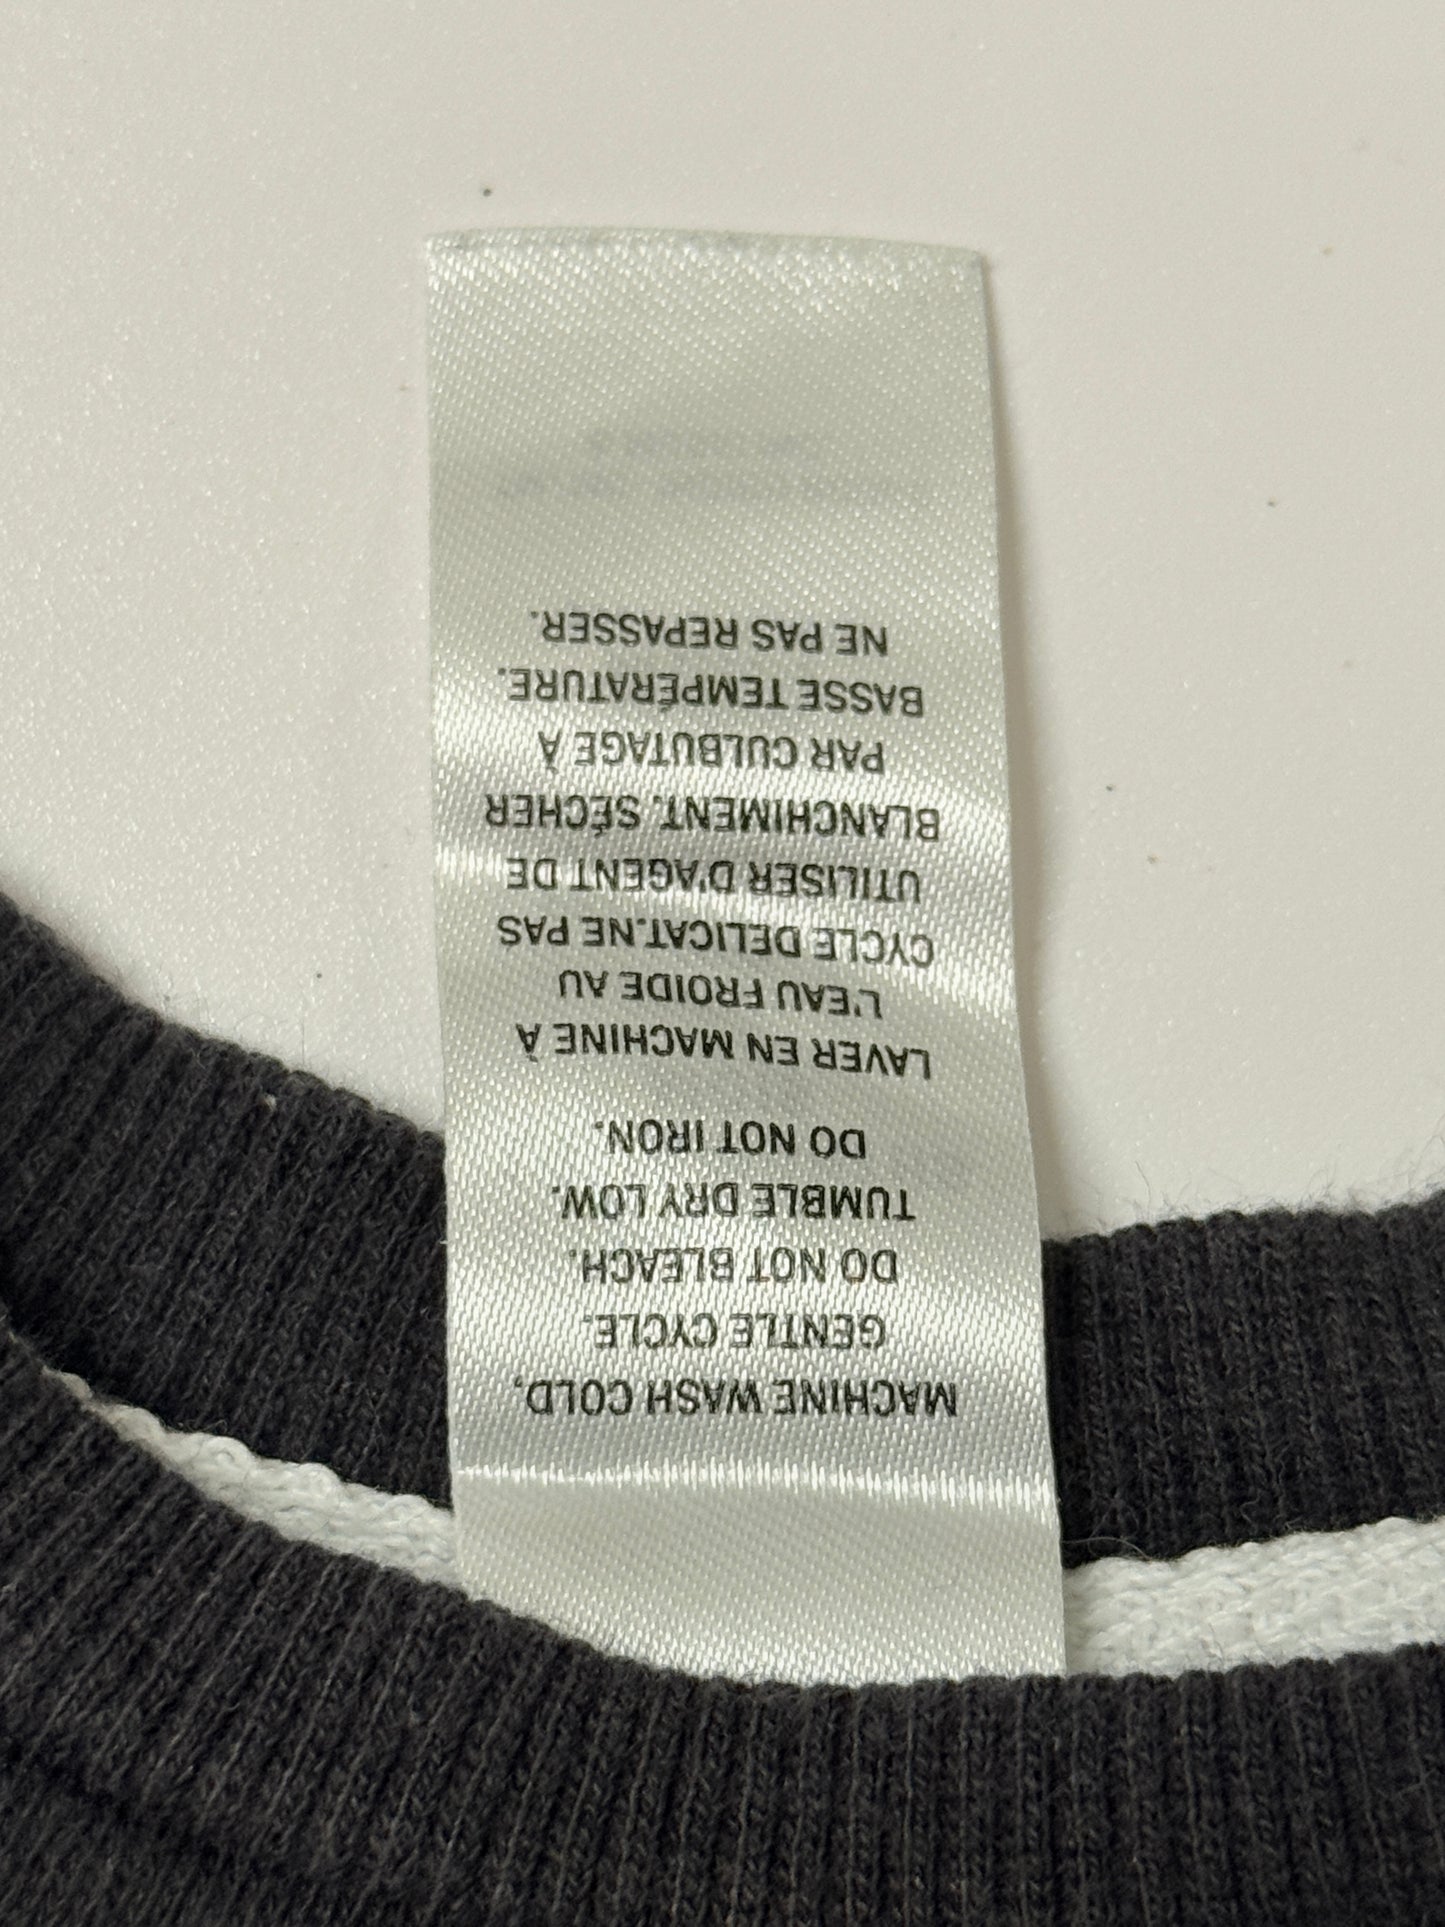 MACHINE WASH COLD,
GENTLE CYCLE.
DO NOT BLEACH.
TUMBLE DRY LOW.
DO NOT IRON.
LAVER EN MACHINE À
L'EAU FROIDE AU
CYCLE DELICAT.NE PAS
UTILISER D'AGENT DE
BLANCHIMENT. SÉCHER
PAR CULBUTAGE À
BASSE TEMPÉRATURE.
NE PAS REPASSER.